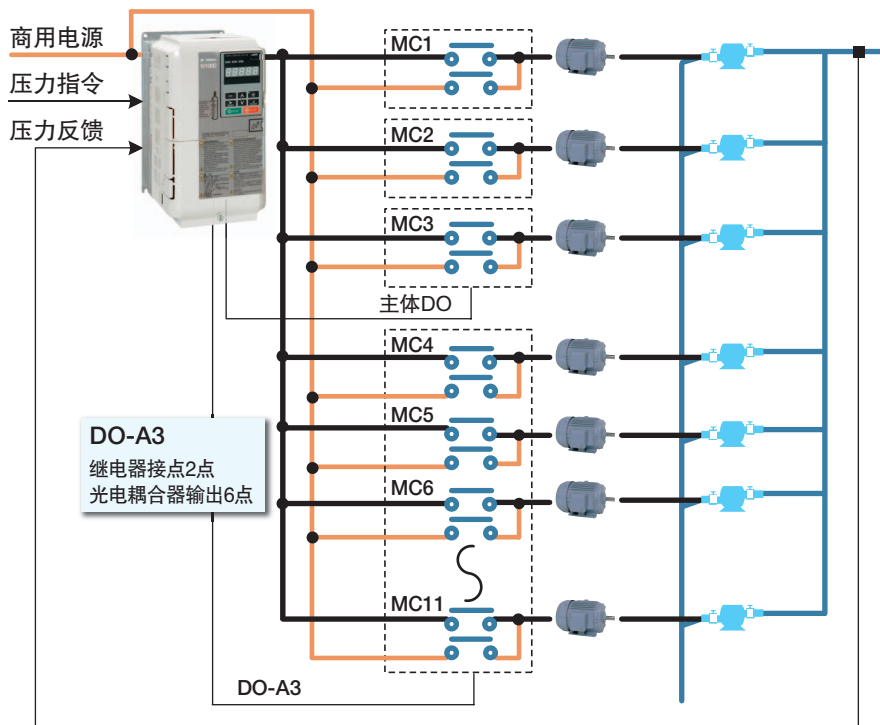 商用电源
压力指令
压力反馈
MC1
MC2
MC3
主体DO
MC4
MC5
MC6
MC11
DO-A3
继电器接点2点
光电耦合器输出6点
DO-A3